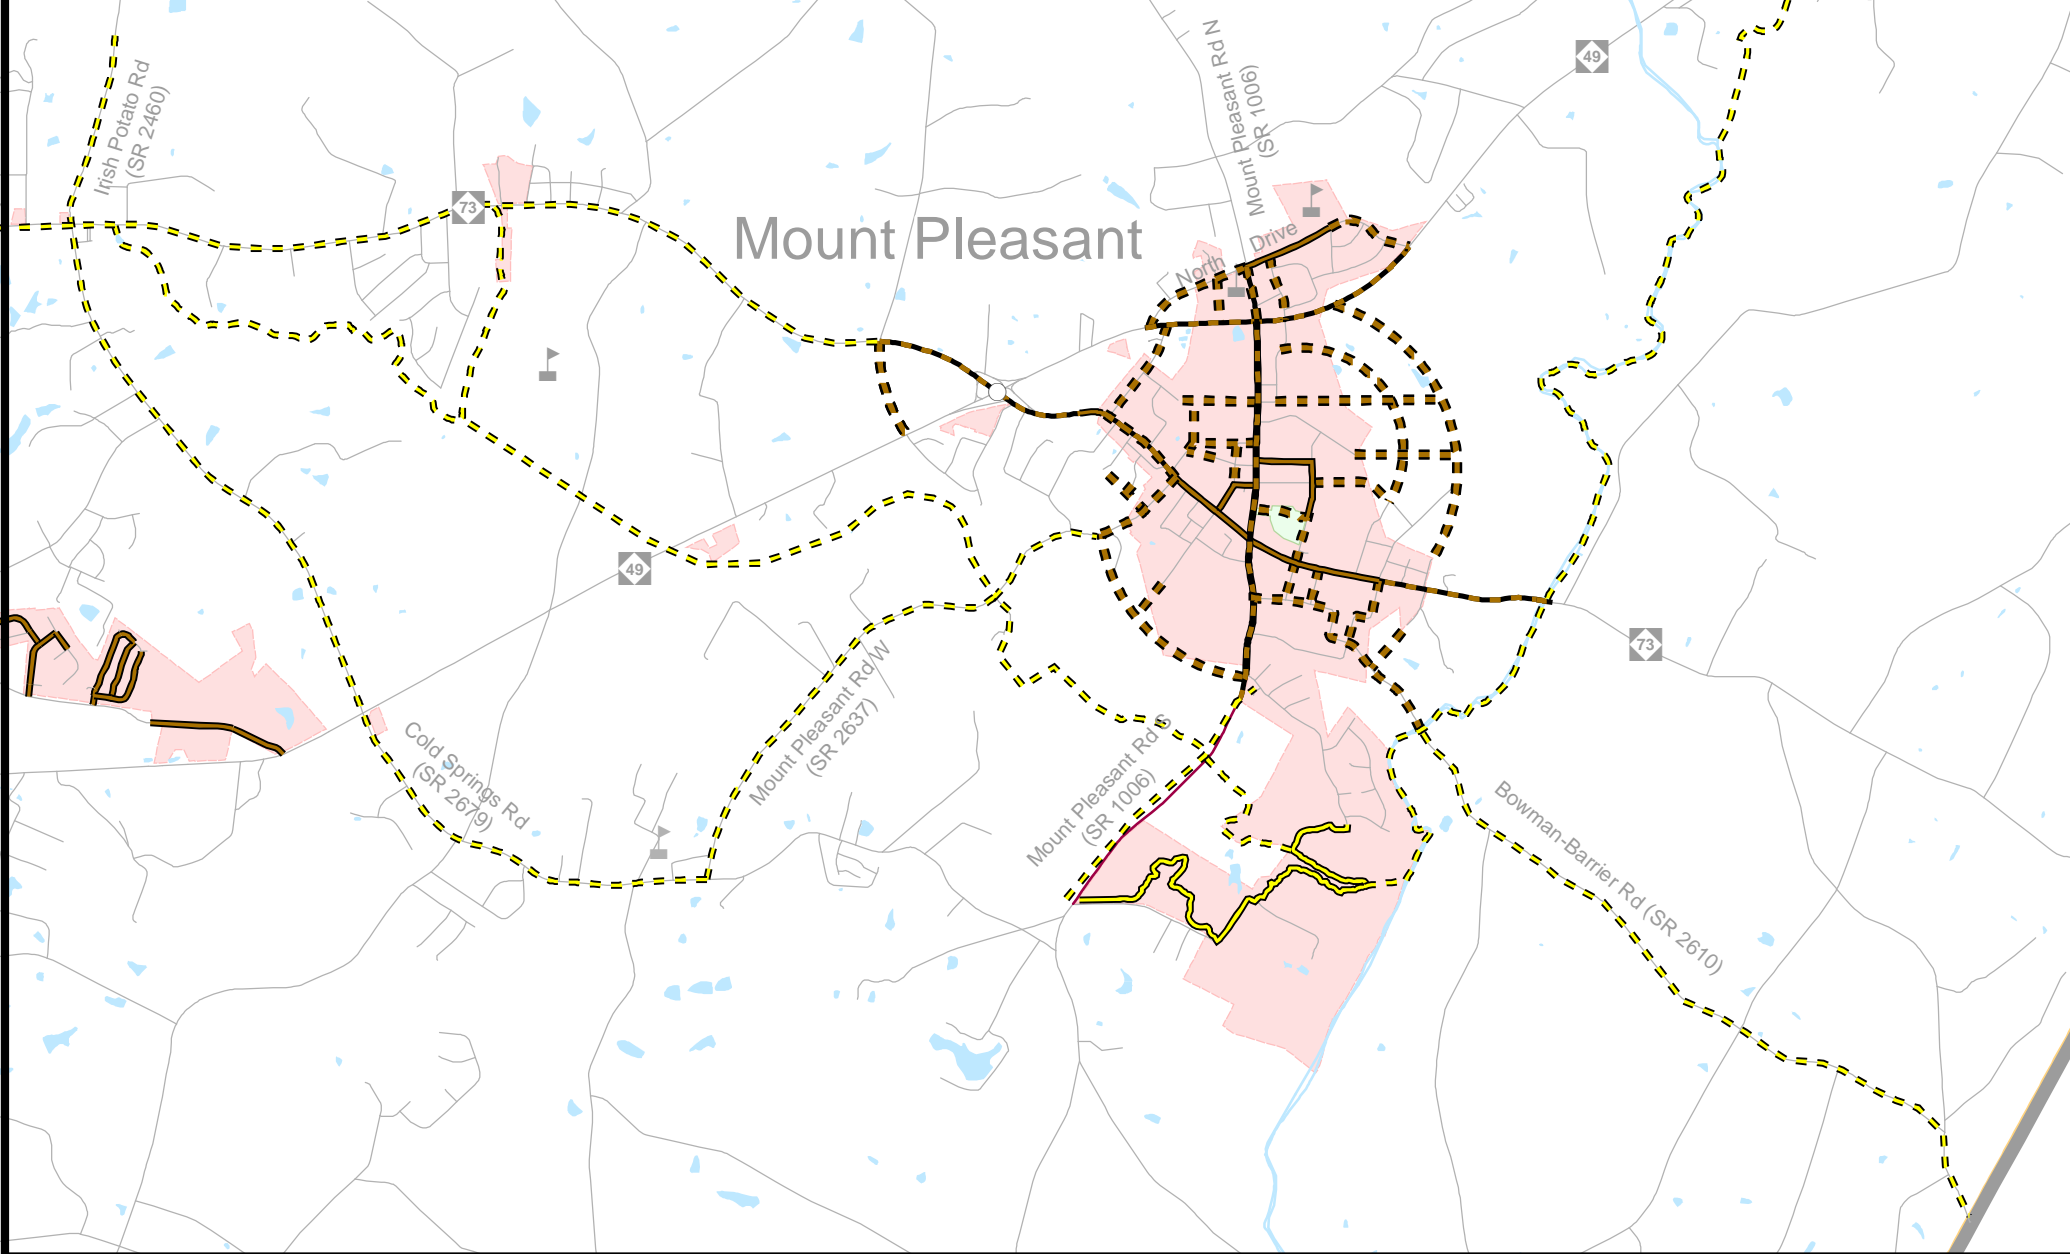 Mount Pleasant Rd N
(SR 1006)
49
Irish Potato Rd
(SR 2460)
73
Mount Pleasant
North Drive
49
73
Mount Pleasant Rd W
(SR 2637)
Cold Springs Rd
(SR 2679)
Mount Pleasant Rd S
(SR 1006)
Bowman-Barrier Rd (SR 2610)